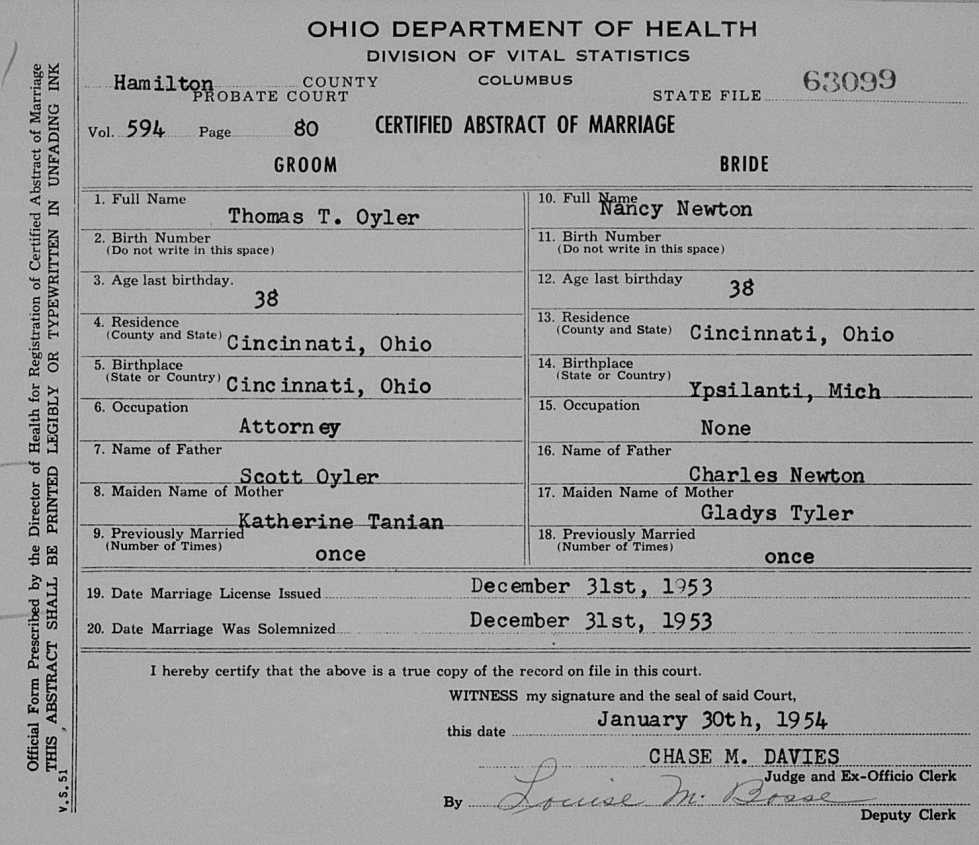 OHIO DEPARTMENT OF HEALTH
DIVISION OF VITAL STATISTICS
COLUMBUS
Hamilton COUNTY
PROBATE COURT
STATE FILE 63099
Vol. 594 Page 80
CERTIFIED ABSTRACT OF MARRIAGE
GROOM
1. Full Name
Thomas T. Oyler
2. Birth Number
(Do not write in this space)
3. Age last birthday.
38
4. Residence
(County and State) Cincinnati, Ohio
5. Birthplace
(State or Country) Cincinnati, Ohio
6. Occupation
Attorney
7. Name of Father
Scott Oyler
8. Maiden Name of Mother
Katherine Tanian
9. Previously Married
(Number of Times)
once
BRIDE
10. Full Name
Nancy Newton
11. Birth Number
(Do not write in this space)
12. Age last birthday
38
13. Residence
(County and State) Cincinnati, Ohio
14. Birthplace
(State or Country)
Ypsilanti, Mich
15. Occupation
None
16. Name of Father
Charles Newton
17. Maiden Name of Mother
Gladys Tyler
18. Previously Married
(Number of Times)
once
19. Date Marriage License Issued December 31st, 1953
20. Date Marriage Was Solemnized December 31st, 1953
I hereby certify that the above is a true copy of the record on file in this court.
WITNESS my signature and the seal of said Court,
this date January 30th, 1954
CHASE M. DAVIES
Judge and Ex-Officio Clerk
By Louise M. Bosse
Deputy Clerk
Official Form Prescribed by the Director of Health for Registration of Certified Abstract of Marriage
THIS ABSTRACT SHALL BE PRINTED LEGIBLY OR TYPEWRITTEN IN UNFADING INK
V.S. 51